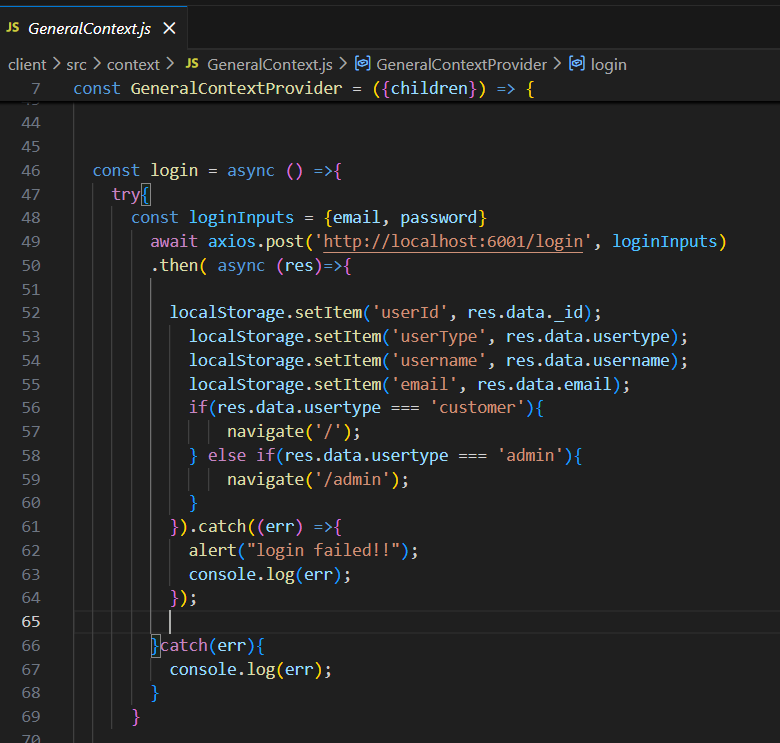 JS GeneralContext.js ×
client > src > context > JS GeneralContext.js > GeneralContextProvider > login
7 const GeneralContextProvider = ({children}) => {
44
45
46 const login = async () =>{
47 try{
48 const loginInputs = {email, password}
49 await axios.post('http://localhost:6001/login', loginInputs)
50 .then( async (res)=>{
51
52 localStorage.setItem('userId', res.data._id);
53 localStorage.setItem('userType', res.data.usertype);
54 localStorage.setItem('username', res.data.username);
55 localStorage.setItem('email', res.data.email);
56 if(res.data.usertype === 'customer'){
57 navigate('/');
58 } else if(res.data.usertype === 'admin'){
59 navigate('/admin');
60 }
61 }).catch((err) =>{
62 alert("login failed!!");
63 console.log(err);
64 });
65
66 }catch(err){
67 console.log(err);
68 }
69 }
70